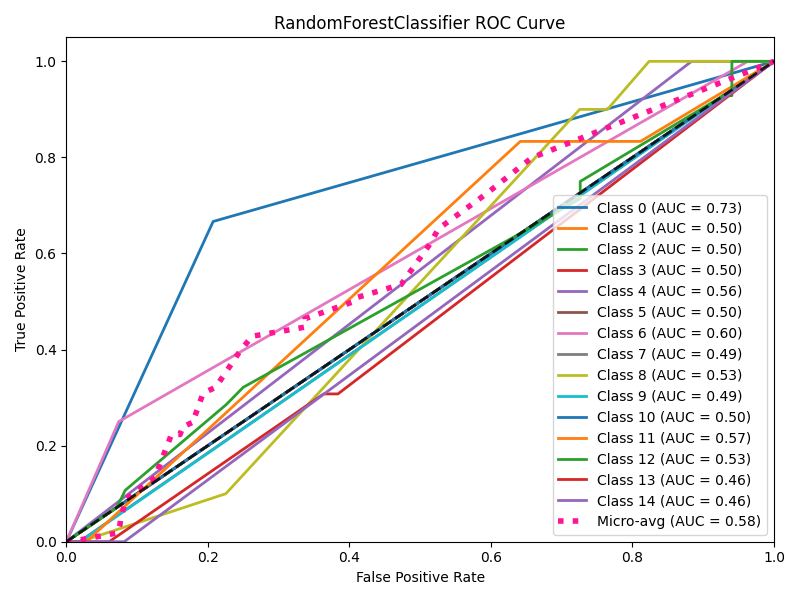 RandomForestClassifier ROC Curve
True Positive Rate
1.0
0.8
0.6
0.4
0.2
0.0
Class 0 (AUC = 0.73)
Class 1 (AUC = 0.50)
Class 2 (AUC = 0.50)
Class 3 (AUC = 0.50)
Class 4 (AUC = 0.56)
Class 5 (AUC = 0.50)
Class 6 (AUC = 0.60)
Class 7 (AUC = 0.49)
Class 8 (AUC = 0.53)
Class 9 (AUC = 0.49)
Class 10 (AUC = 0.50)
Class 11 (AUC = 0.57)
Class 12 (AUC = 0.53)
Class 13 (AUC = 0.46)
Class 14 (AUC = 0.46)
Micro-avg (AUC = 0.58)
0.0 0.2 0.4 0.6 0.8 1.0
False Positive Rate